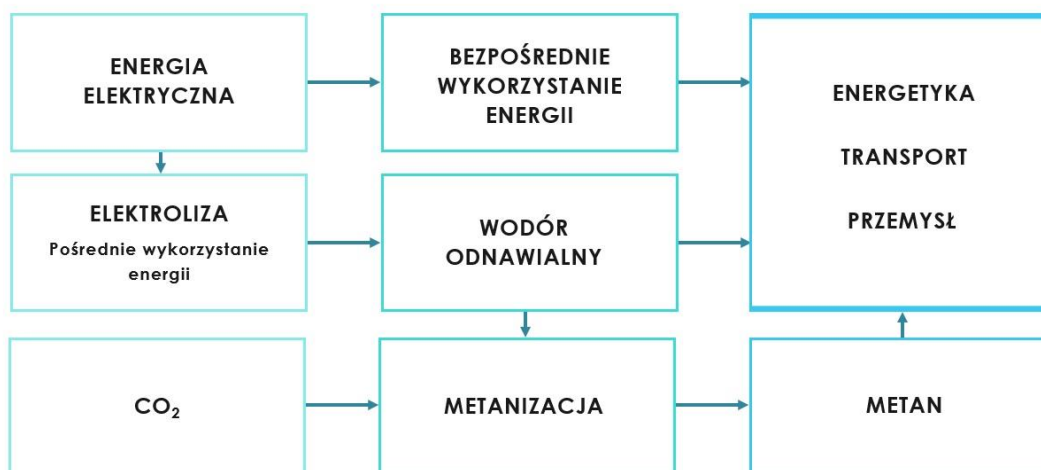 ENERGIA
ELEKTRYCZNA
BEZPOŚREDNIE
WYKORZYSTANIE
ENERGII
ENERGETYKA
TRANSPORT
PRZEMYSŁ
ELEKTROLIZA
Pośrednie wykorzystanie
energii
WODÓR
ODNAWIALNY
CO₂
METANIZACJA
METAN